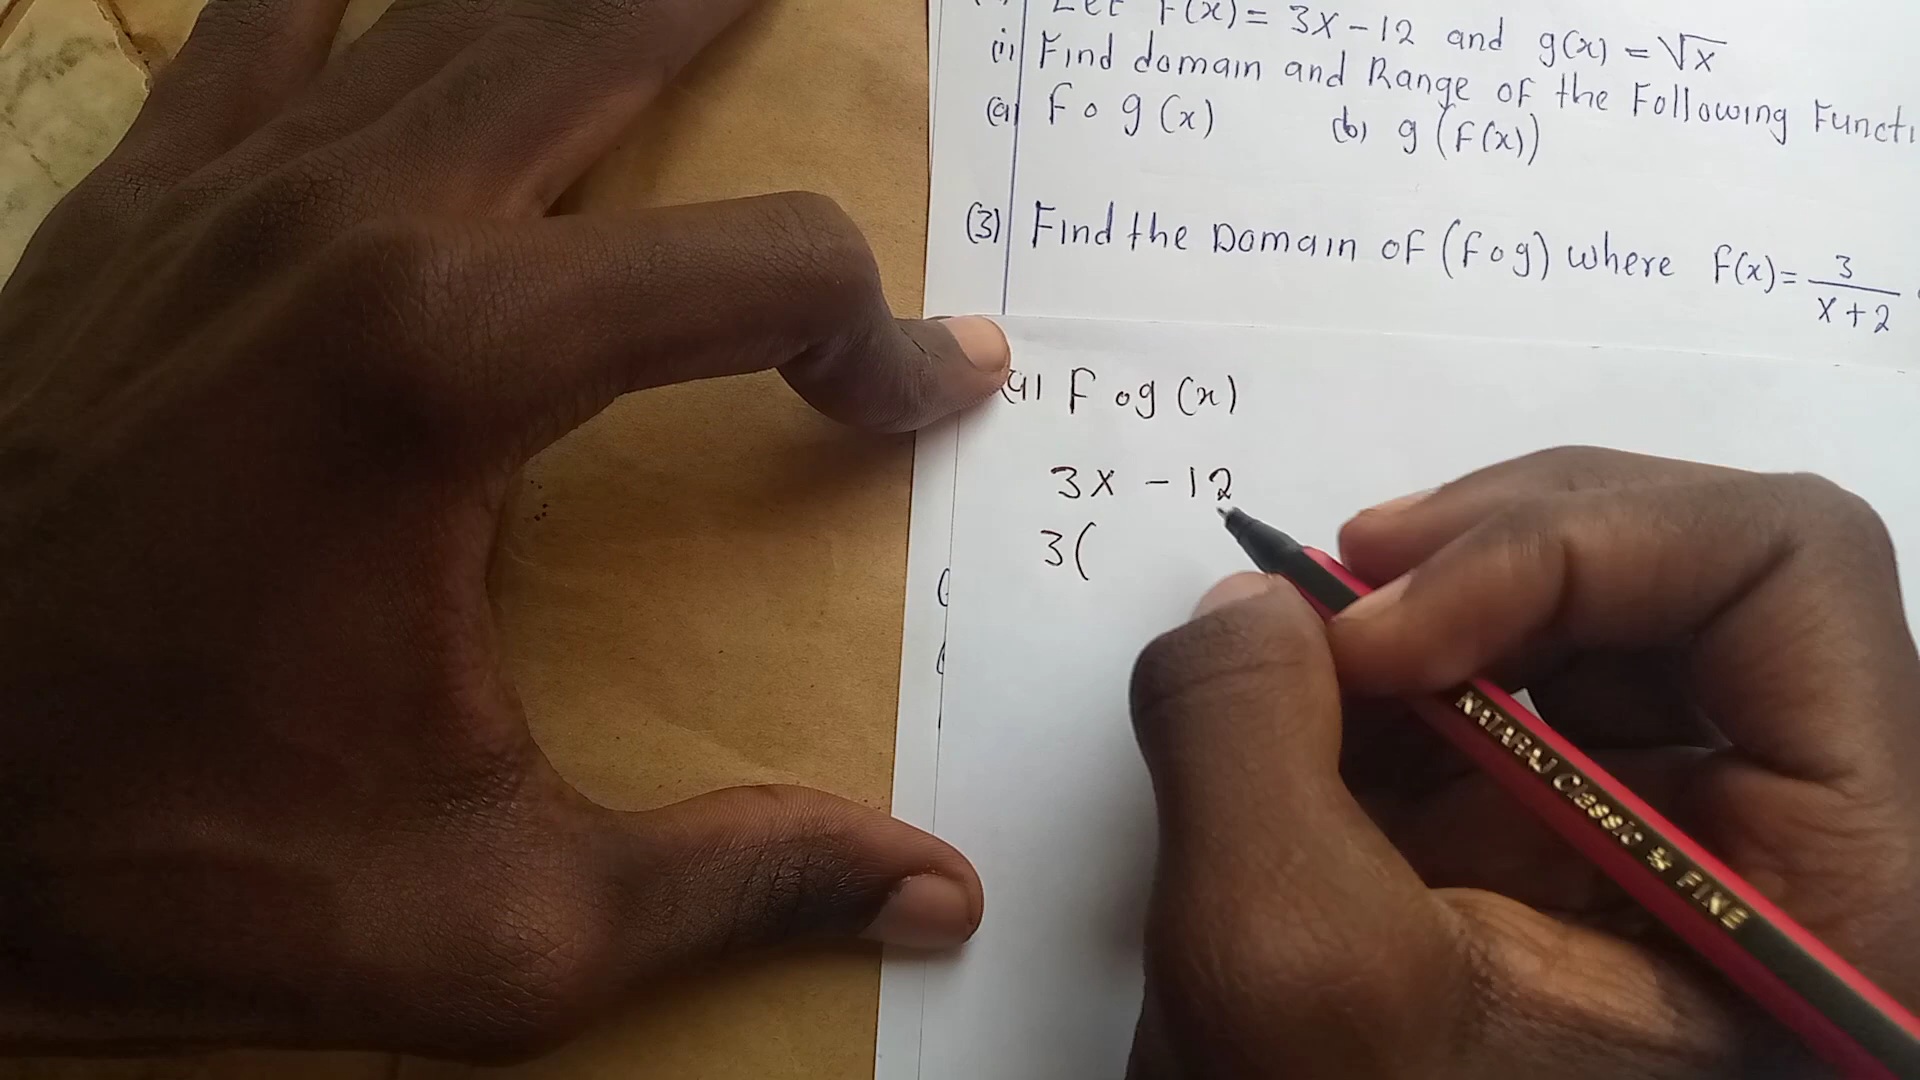 Let F(x) = 3x - 12 and g(x) = √x
(ii) Find domain and Range of the Following
(a) F o g (x) (b) g (F(x))
(3) Find the Domain of (F o g) where F(x) = 3/(x + 2)
(a) F o g (x)
3x - 12
3(
NATARAJ Classic & FINE